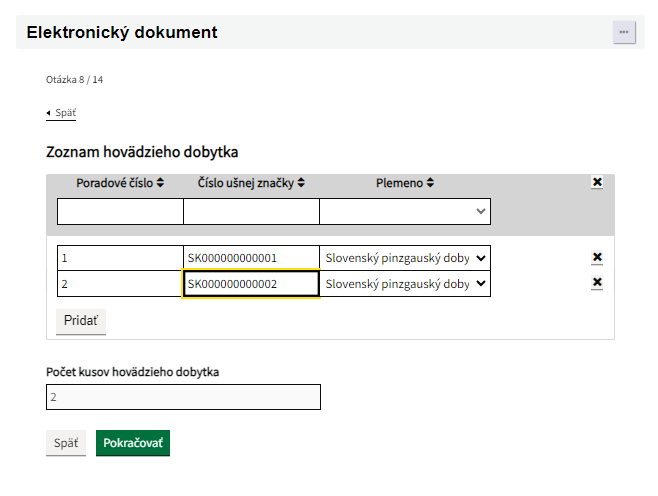 Elektronický dokument
Otázka 8 / 14
Späť
Zoznam hovädzieho dobytka
Poradové číslo Číslo ušnej značky Plemeno
1 SK000000000001 Slovenský pinzgauský doby
2 SK000000000002 Slovenský pinzgauský doby
Pridať
Počet kusov hovädzieho dobytka
2
Späť Pokračovať